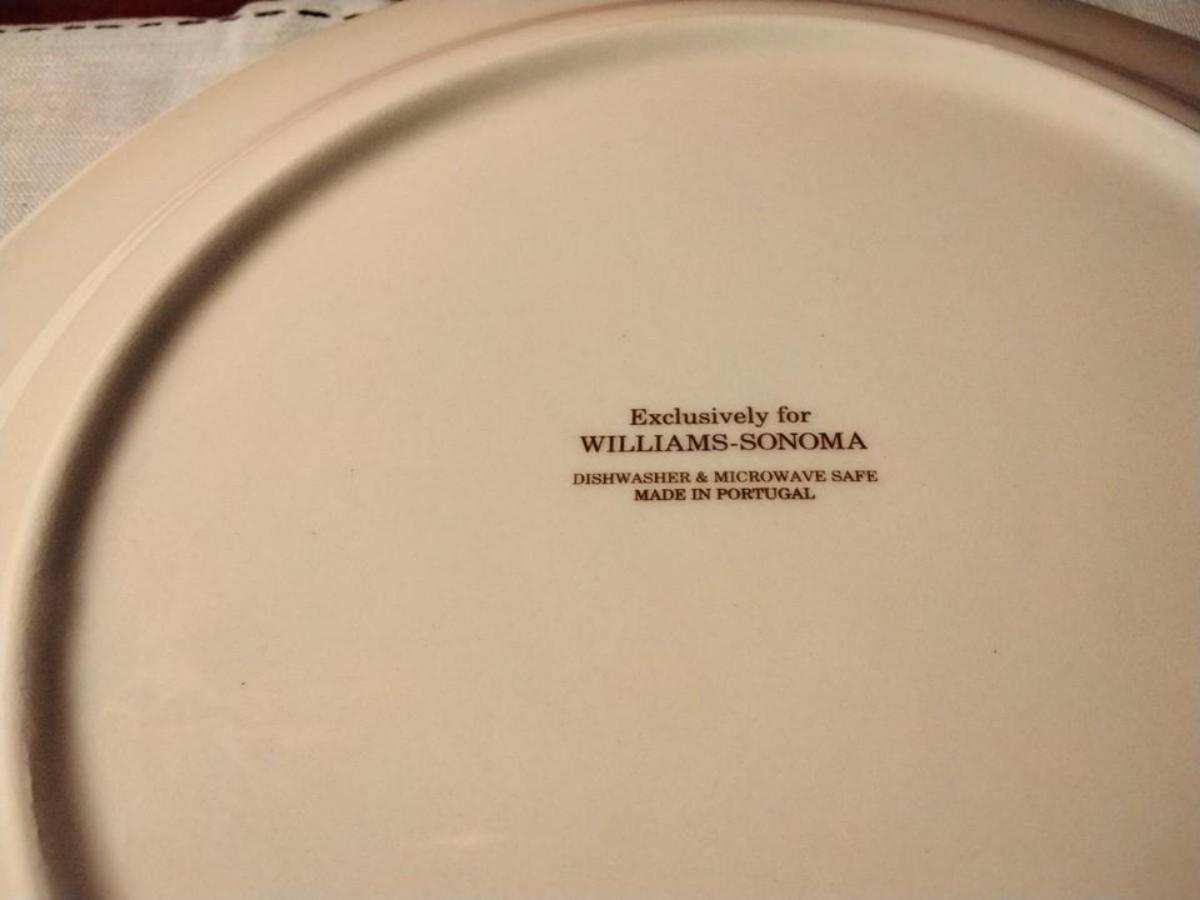 Exclusively for
WILLIAMS-SONOMA
DISHWASHER & MICROWAVE SAFE
MADE IN PORTUGAL